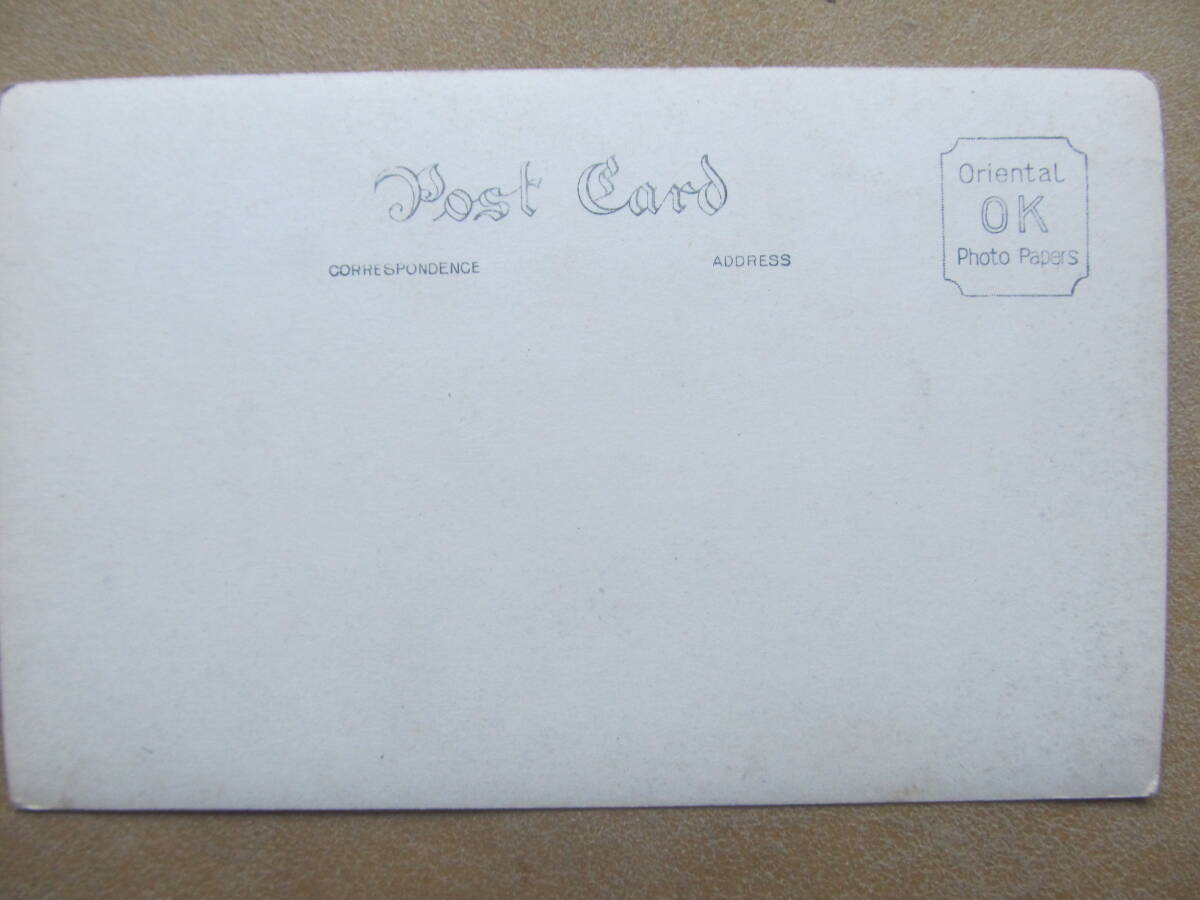 Post Card
CORRESPONDENCE
ADDRESS
Oriental
OK
Photo Papers